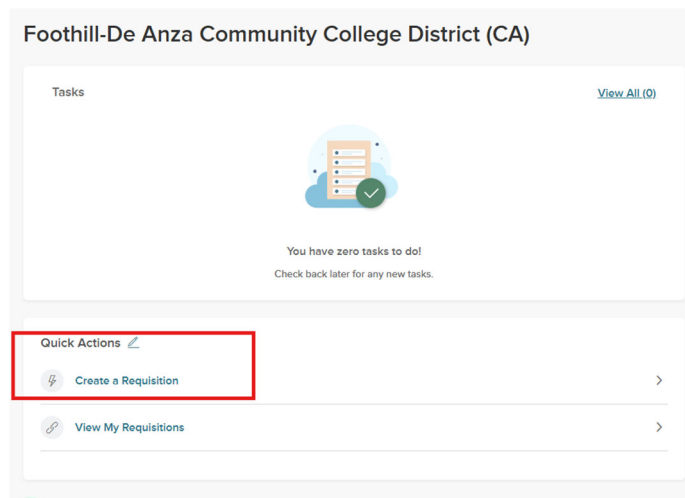 Foothill-De Anza Community College District (CA)
Tasks
View All (0)
You have zero tasks to do!
Check back later for any new tasks.
Quick Actions
Create a Requisition
View My Requisitions